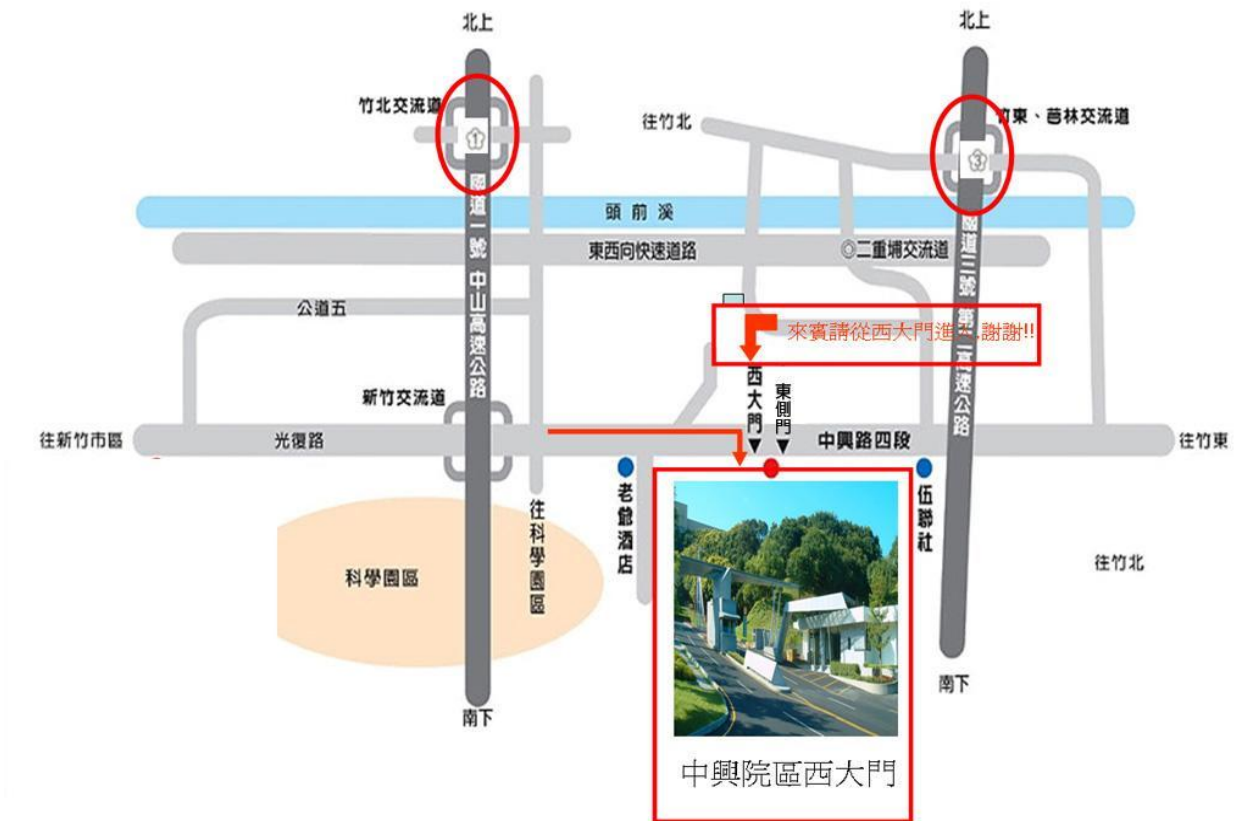 北上
北上
竹北交流道
1
往竹北
竹東、芎林交流道
3
頭前溪
東西向快速道路
二重埔交流道
國道一號 中山高速公路
國道三號 第二高速公路
公道五
來賓請從西大門進入,謝謝!!
新竹交流道
西大門
東側門
往新竹市區
光復路
中興路四段
往竹東
老爺酒店
伍聯社
往科學園區
科學園區
往竹北
南下
南下
中興院區西大門